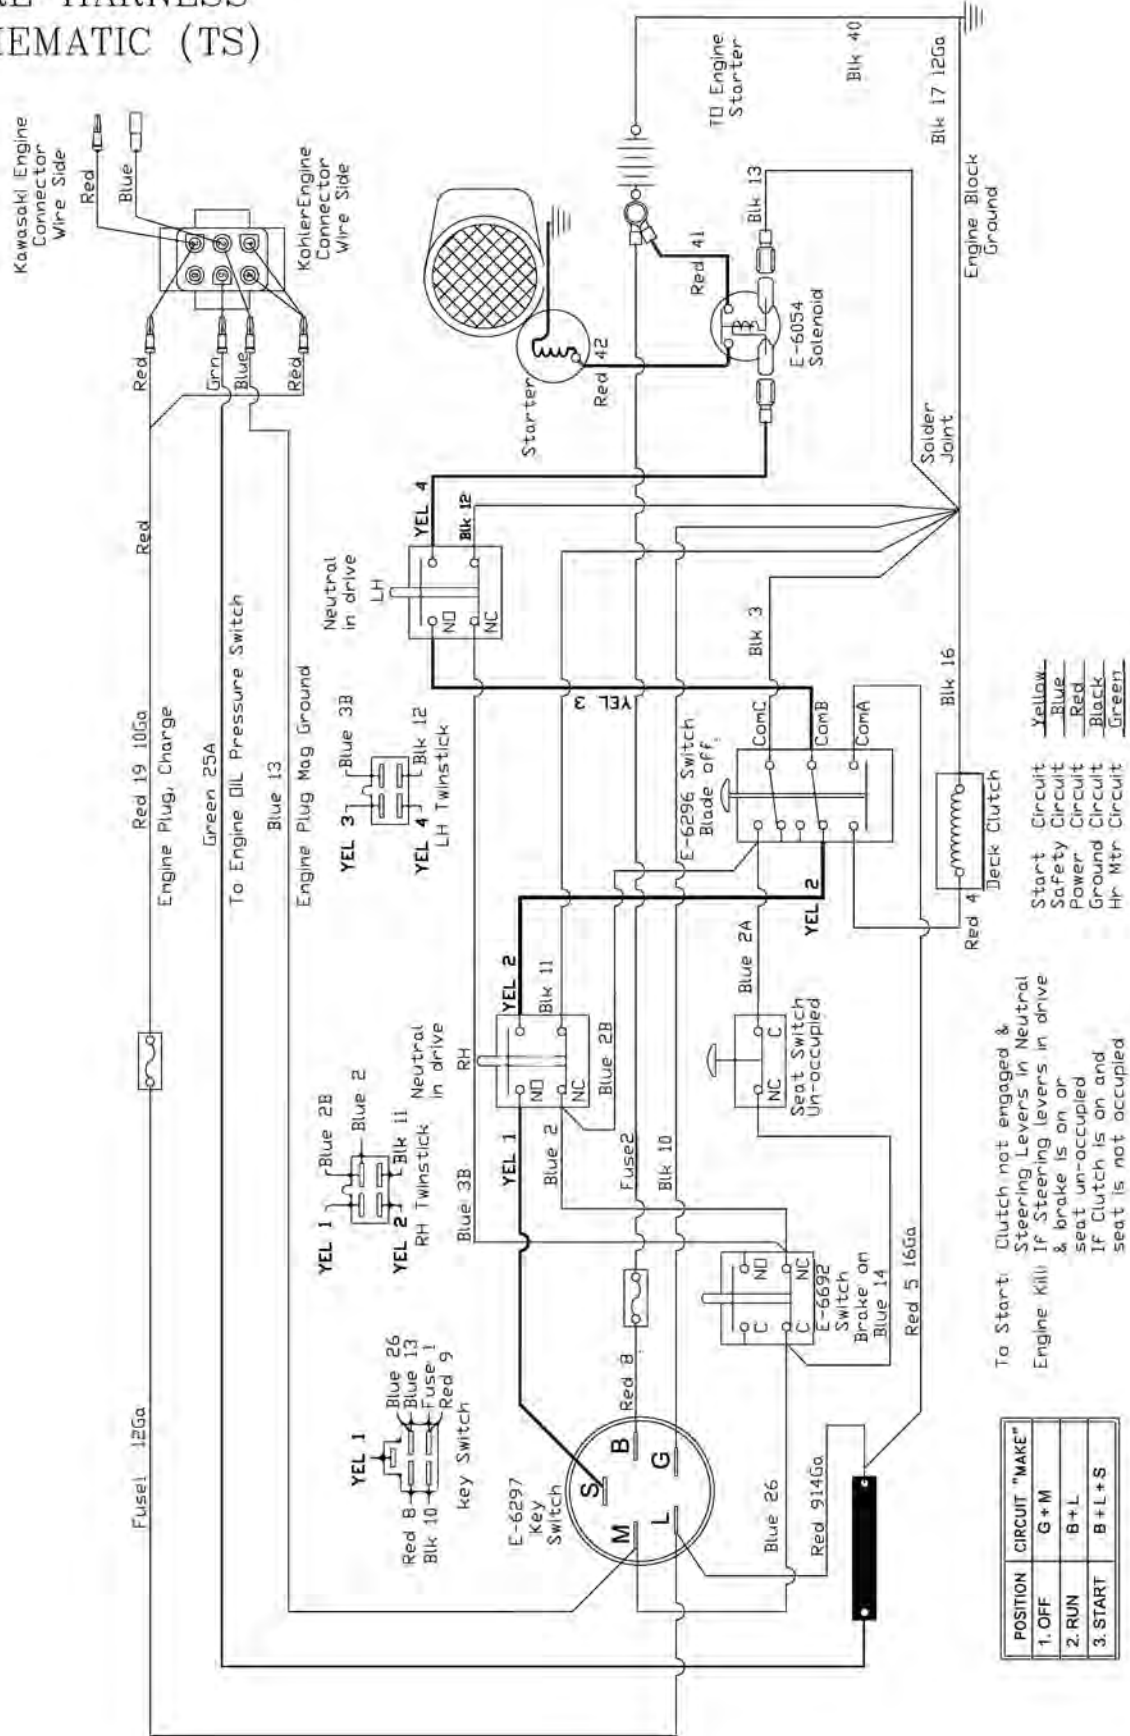 RE HARNESS
HEMATIC (TS)
Kawasaki Engine
Connector
Wire Side
Red
Blue
Kohler Engine
Connector
Wire Side
Red
Grn
Blue
Red
Red
Red 19 10Ga
Engine Plug, Charge
Green 25A
To Engine OIL Pressure Switch
Blue 13
Engine Plug Mag Ground
Fuse1 12Ga
TO Engine
Starter
Blk 40
Blk 17 12Ga
Engine Block
Ground
Red 41
Blk 13
E-6054
Solenoid
Red 42
Starter
Solder
Joint
YEL 4
Blk 12
Neutral
in drive
LH
NO
NC
YEL 3
Blue 3B
YEL 3
YEL 4
Blk 12
LH Twinstick
Blk 3
Blk 16
E-6296 Switch
Blade off
ComC
ComB
ComA
YEL 2
Blue 2A
Red 4
Deck Clutch
YEL 2
Blk 11
Neutral
in drive
RH
NO
NC
Blue 2B
YEL 1
Blue 2B
Blue 2
Blk 11
YEL 2
RH Twinstick
Seat Switch
Un-occupied
NC
C
Blue 3B
YEL 1
Blue 2
Fuse2
Blk 10
E-6692
Switch
Brake on
NO
NC
C
C
Blue 14
Red 5 16Ga
YEL 1
Blue 26
Blue 13
Fuse 1
Red 9
Red 8
Blk 10
key Switch
E-6297
Key
Switch
S
B
M
G
L
Red 8
Blue 26
Red 914Ga
Start Circuit Yellow
Safety Circuit Blue
Power Circuit Red
Ground Circuit Black
Hr Mtr Circuit Green
To Start: Clutch not engaged &
Steering Levers in Neutral
Engine Kill: If Steering levers in drive
& brake is on or
seat un-occupied
If Clutch is on and
seat is not occupied
POSITION CIRCUIT "MAKE"
1. OFF G + M
2. RUN B + L
3. START B + L + S